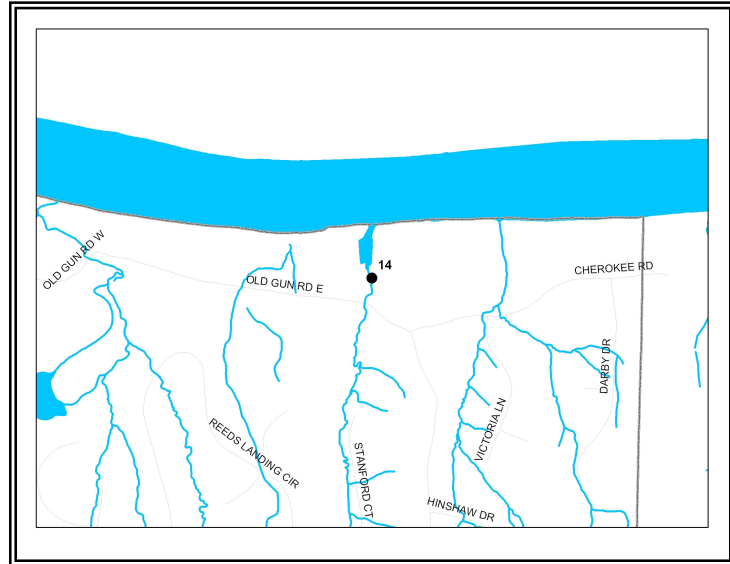 OLD GUN RD W
14
CHEROKEE RD
OLD GUN RD E
DARBY DR
REEDS LANDING CIR
VICTORIA LN
STANFORD CT
HINSHAW DR